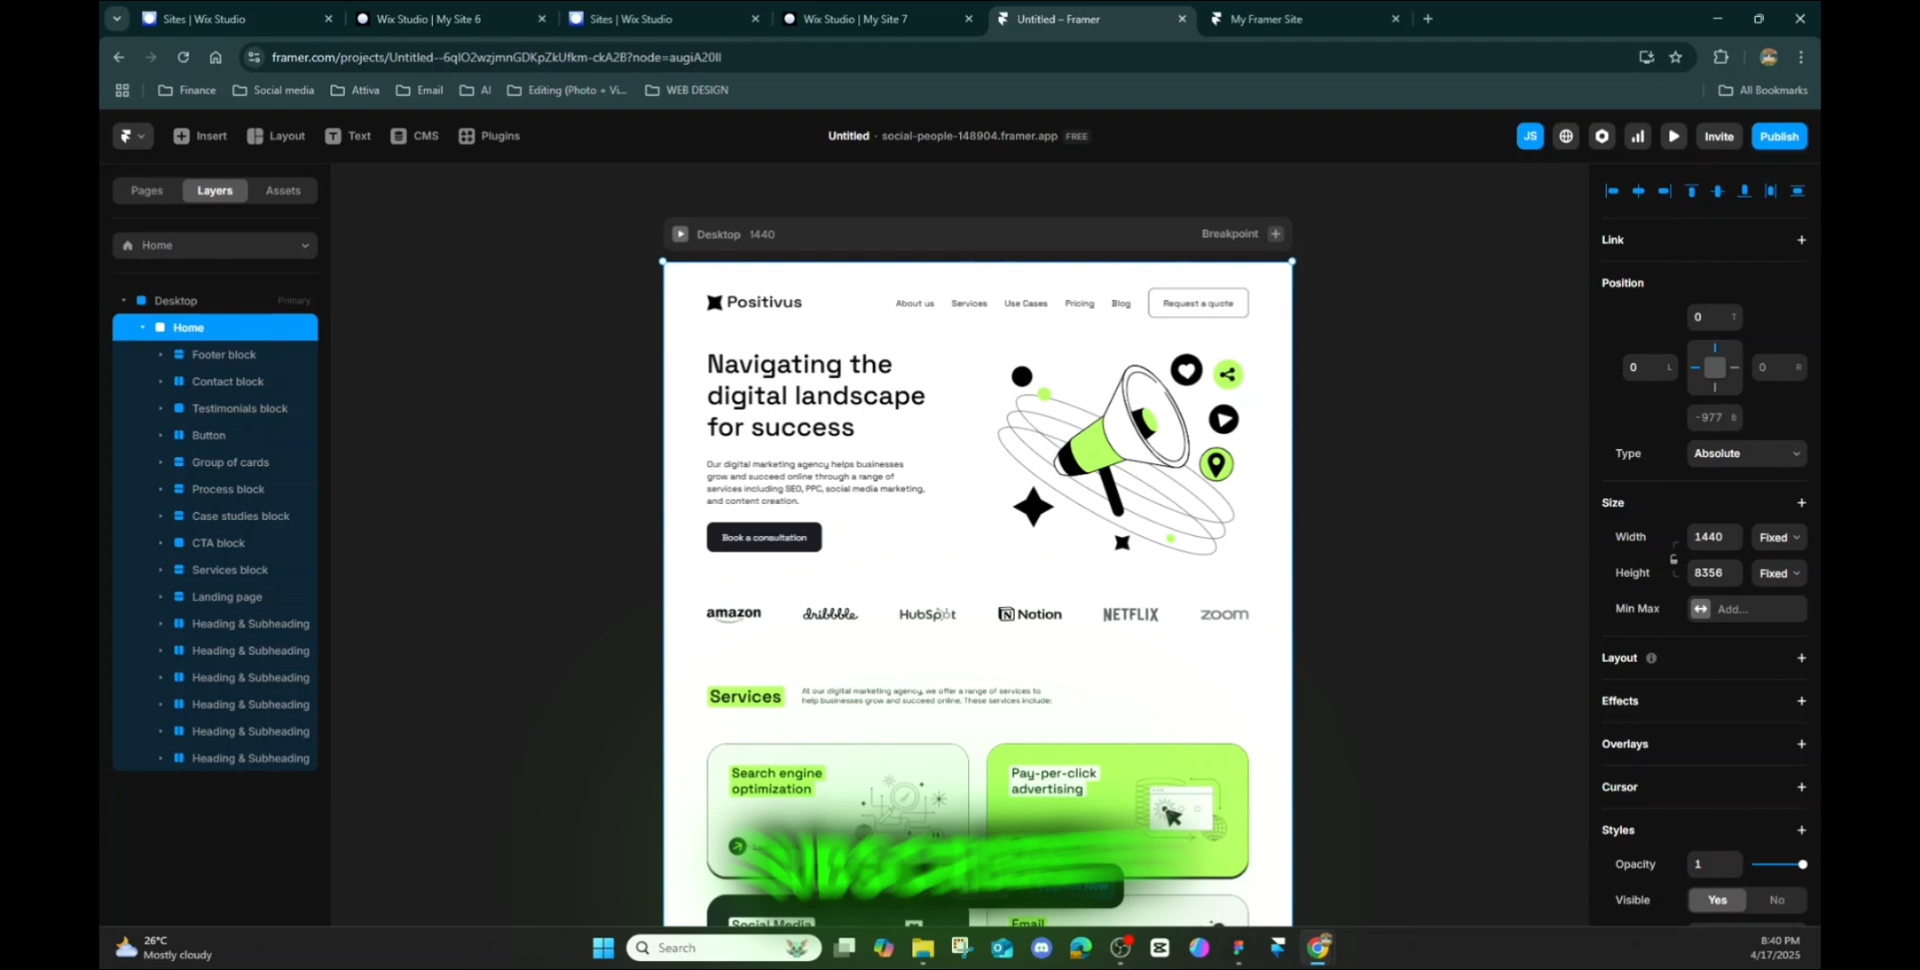 Sites | Wix Studio
Wix Studio | My Site 6
Sites | Wix Studio
Wix Studio | My Site 7
Untitled – Framer
My Framer Site
framer.com/projects/Untitled--6qIO2wzjmnGDKpZkUfkm-ckA2B?node=augiA20Il
Finance
Social media
Attiva
Email
AI
Editing (Photo + Vi...
WEB DESIGN
All Bookmarks
Insert
Layout
Text
CMS
Plugins
Untitled · social-people-148904.framer.app FREE
JS
Invite
Publish
Pages
Layers
Assets
Home
Desktop
Primary
Home
Footer block
Contact block
Testimonials block
Button
Group of cards
Process block
Case studies block
CTA block
Services block
Landing page
Heading & Subheading
Heading & Subheading
Heading & Subheading
Heading & Subheading
Heading & Subheading
Heading & Subheading
Desktop 1440
Breakpoint
Positivus
About us
Services
Use Cases
Pricing
Blog
Request a quote
Navigating the
digital landscape
for success
Our digital marketing agency helps businesses
grow and succeed online through a range of
services including SEO, PPC, social media marketing,
and content creation.
Book a consultation
amazon
dribbble
HubSpot
Notion
NETFLIX
zoom
Services
At our digital marketing agency, we offer a range of services to
help businesses grow and succeed online. These services include:
Search engine
optimization
Pay-per-click
advertising
Now
Social Media
Email
Link
Position
0 T
0 L
0 R
-977 B
Type
Absolute
Size
Width
1440
Fixed
Height
8356
Fixed
Min Max
Add...
Layout
Effects
Overlays
Cursor
Styles
Opacity
1
Visible
Yes
No
26°C
Mostly cloudy
Search
8:40 PM
4/17/2025